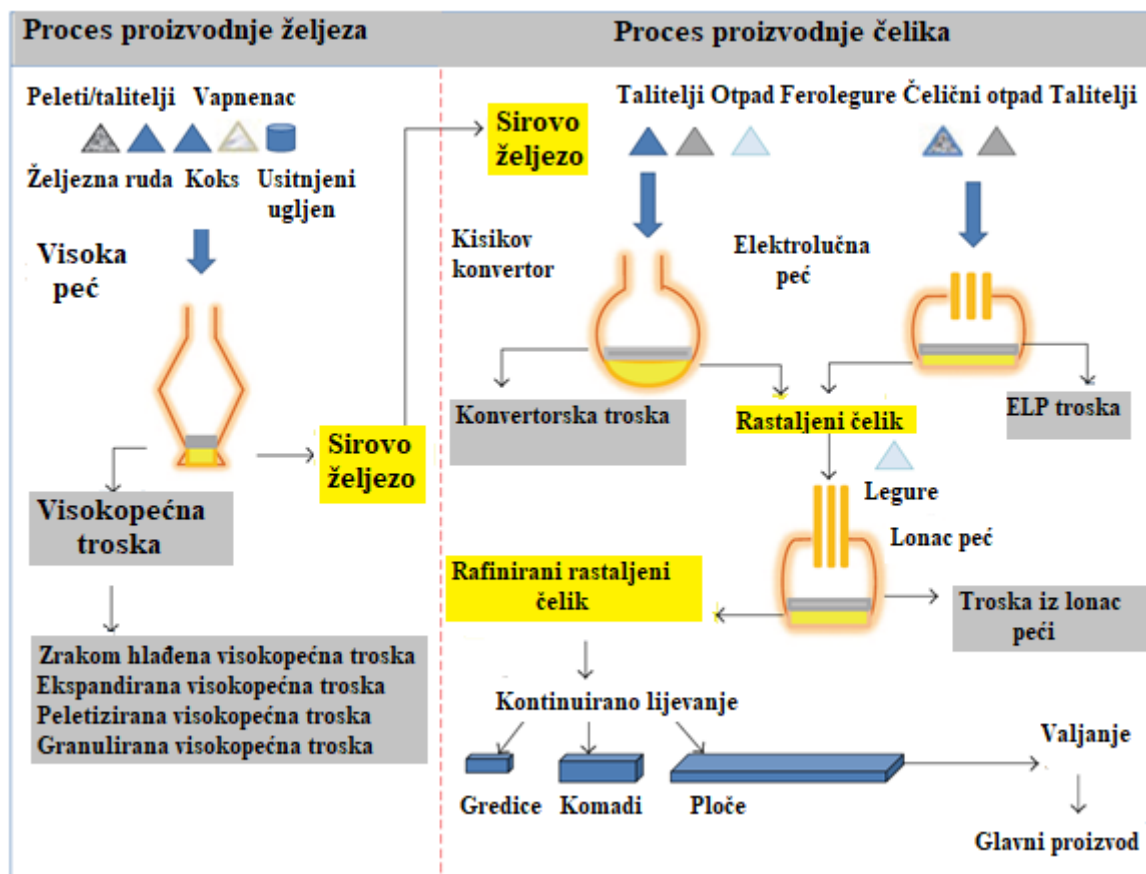 Proces proizvodnje željeza
Peleti/talitelji Vapnenac
Željezna ruda Koks Usitnjeni
ugljen
Visoka
peć
Sirovo
željezo
Visokopećna
troska
Zrakom hlađena visokopećna troska
Ekspandirana visokopećna troska
Peletizirana visokopećna troska
Granulirana visokopećna troska
Proces proizvodnje čelika
Sirovo
željezo
Talitelji Otpad Ferolegure Čelični otpad Talitelji
Kisikov
konvertor
Elektrolučna
peć
Konvertorska troska
Rastaljeni čelik
ELP troska
Legure
Lonac peć
Rafinirani rastaljeni
čelik
Troska iz lonac
peći
Kontinuirano lijevanje
Valjanje
Gredice
Komadi
Ploče
Glavni proizvod